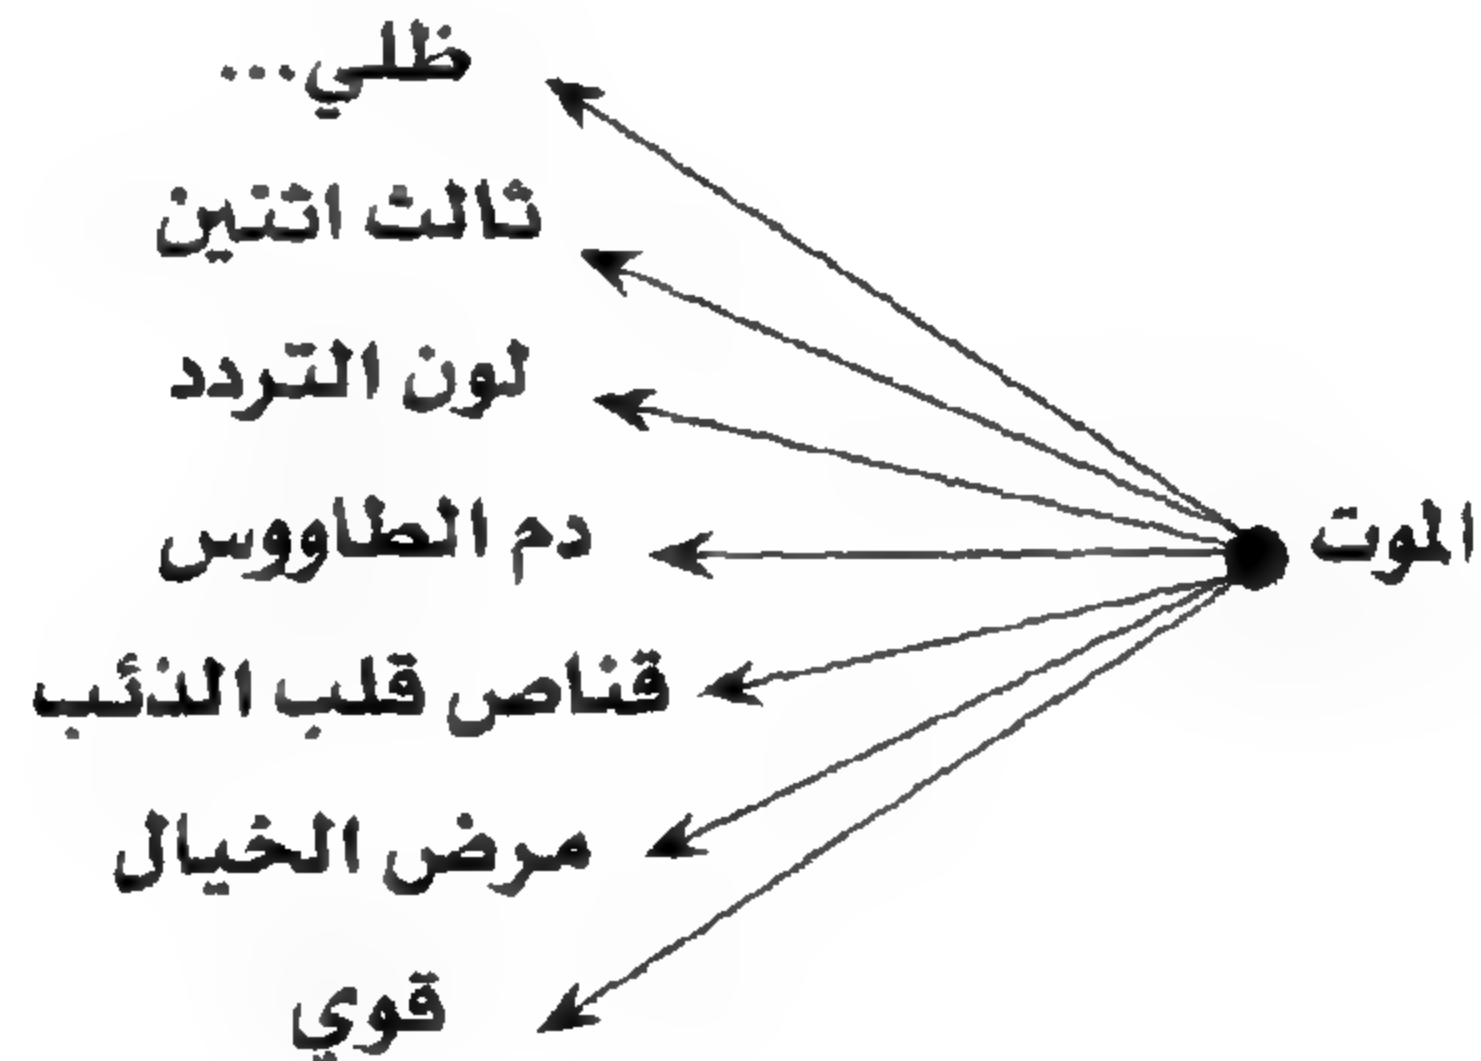 الموت
ظلي...
ثالث اثنين
لون التردد
دم الطاووس
قناص قلب الذئب
مرض الخيال
قوي